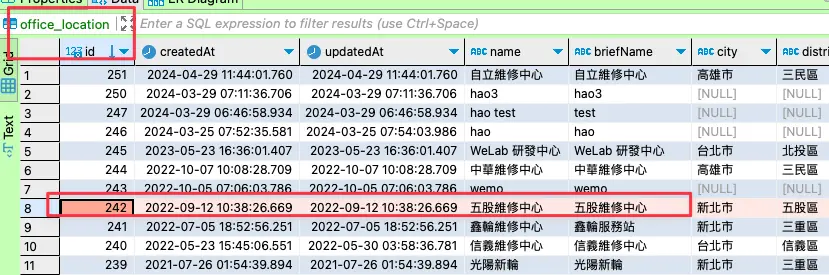 Properties Data ER Diagram
office_location Enter a SQL expression to filter results (use Ctrl+Space)
Grid
Text
123 id createdAt updatedAt ABC name ABC briefName ABC city ABC distri
1 251 2024-04-29 11:44:01.760 2024-04-29 11:44:01.760 自立維修中心 自立維修中心 高雄市 三民區
2 250 2024-03-29 07:11:36.706 2024-03-29 07:11:36.706 hao3 hao3 [NULL] [NULL]
3 247 2024-03-29 06:46:58.934 2024-03-29 06:46:58.934 hao test test [NULL] [NULL]
4 246 2024-03-25 07:52:35.581 2024-03-25 07:54:03.986 hao hao [NULL] [NULL]
5 245 2023-05-23 16:36:01.407 2023-05-23 16:36:01.407 WeLab 研發中心 WeLab 研發中心 台北市 北投區
6 244 2022-10-07 10:08:28.709 2022-10-07 10:08:28.709 中華維修中心 中華維修中心 高雄市 三民區
7 243 2022-10-05 07:06:03.786 2022-10-05 07:06:03.786 wemo wemo [NULL] [NULL]
8 242 2022-09-12 10:38:26.669 2022-09-12 10:38:26.669 五股維修中心 五股維修中心 新北市 五股區
9 241 2022-07-05 18:52:56.251 2022-07-05 18:52:56.251 鑫輪維修中心 鑫輪服務站 新北市 三重區
10 240 2022-05-23 15:45:06.551 2022-05-30 03:58:36.781 信義維修中心 信義維修中心 台北市 信義區
11 239 2021-07-26 01:54:39.894 2021-07-26 01:54:39.894 光陽新輪 光陽新輪 新北市 三重區